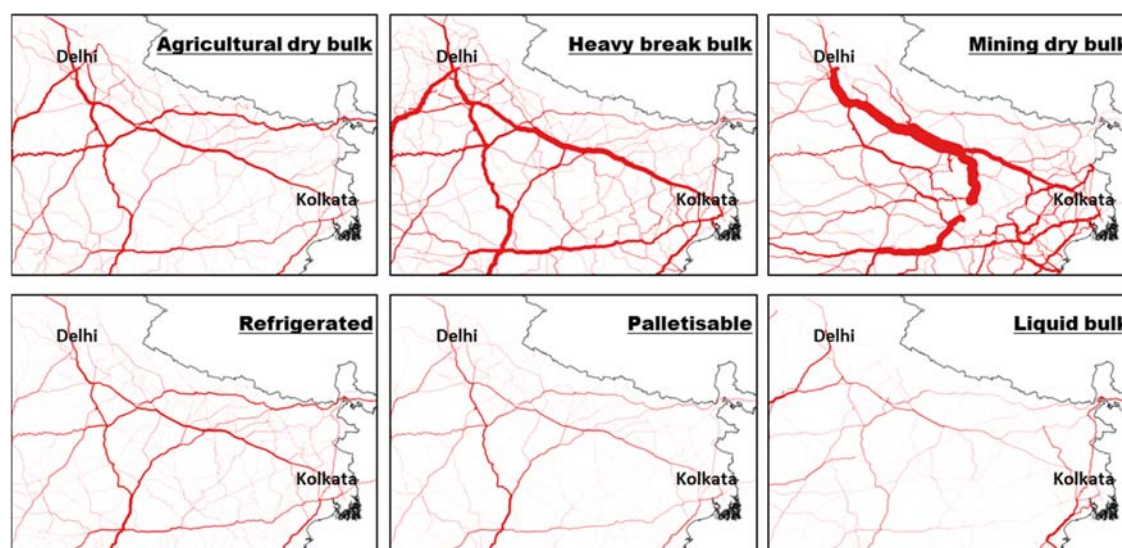 Agricultural dry bulk
Delhi
Kolkata
Heavy break bulk
Delhi
Kolkata
Mining dry bulk
Delhi
Kolkata
Refrigerated
Delhi
Kolkata
Palletisable
Delhi
Kolkata
Liquid bulk
Delhi
Kolkata